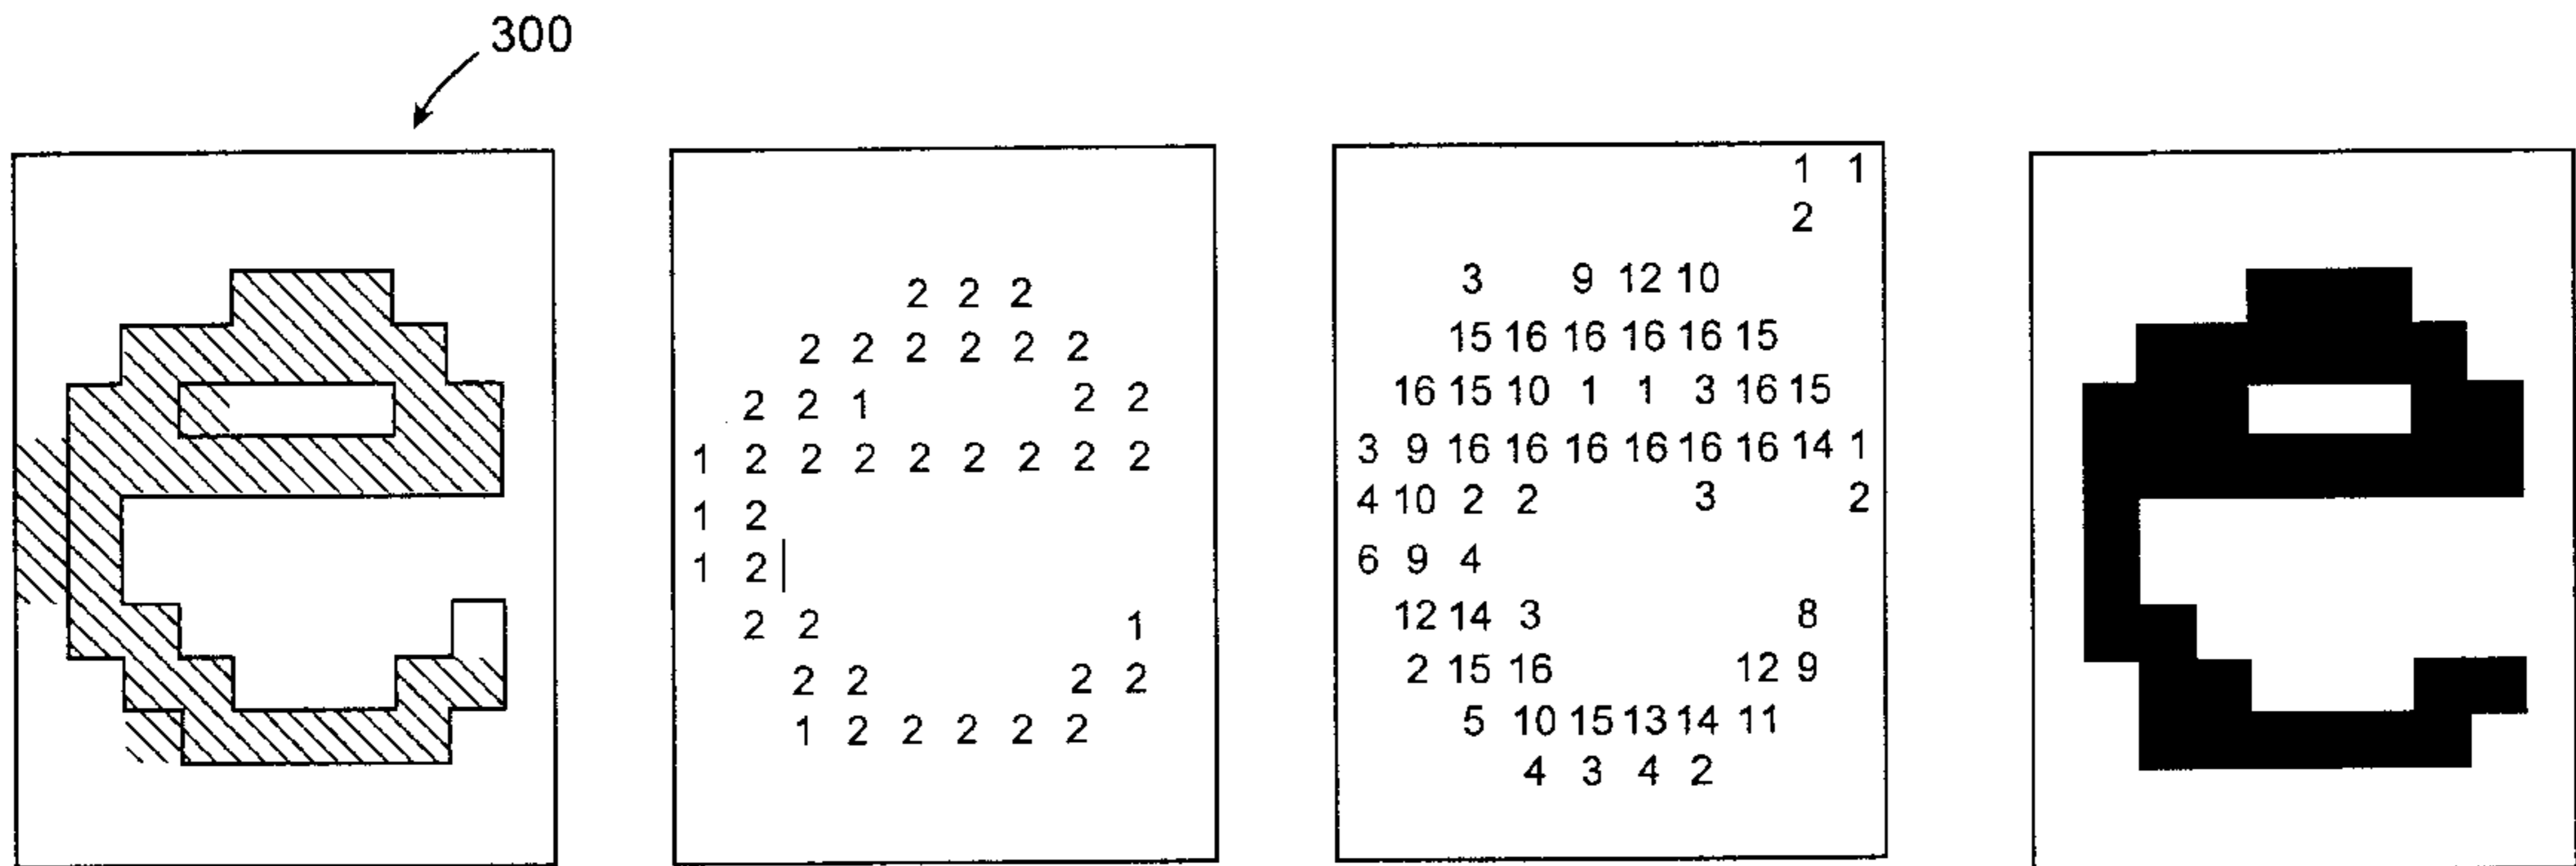 300
1 1
2
2 2 2
3 9 12 10
2 2 2 2 2 2
15 16 16 16 16 15
2 2 1 2 2
16 15 10 1 1 3 16 15
1 2 2 2 2 2 2 2 2
3 9 16 16 16 16 16 16 14 1
1 2
4 10 2 2 3 2
1 2
6 9 4
2 2 1
12 14 3 8
2 2 2 2
2 15 16 12 9
1 2 2 2 2 2
5 10 15 13 14 11
4 3 4 2